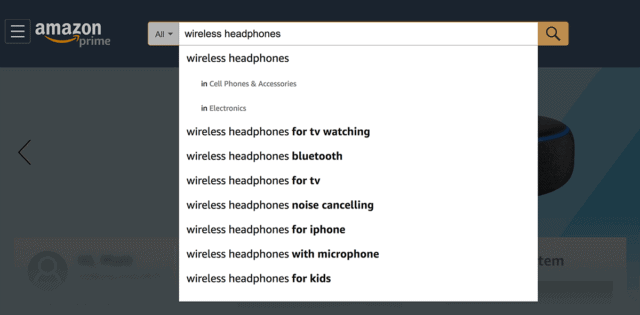 amazon
prime
All
wireless headphones
wireless headphones
in Cell Phones & Accessories
in Electronics
wireless headphones for tv watching
wireless headphones bluetooth
wireless headphones for tv
wireless headphones noise cancelling
wireless headphones for iphone
wireless headphones with microphone
wireless headphones for kids
tem